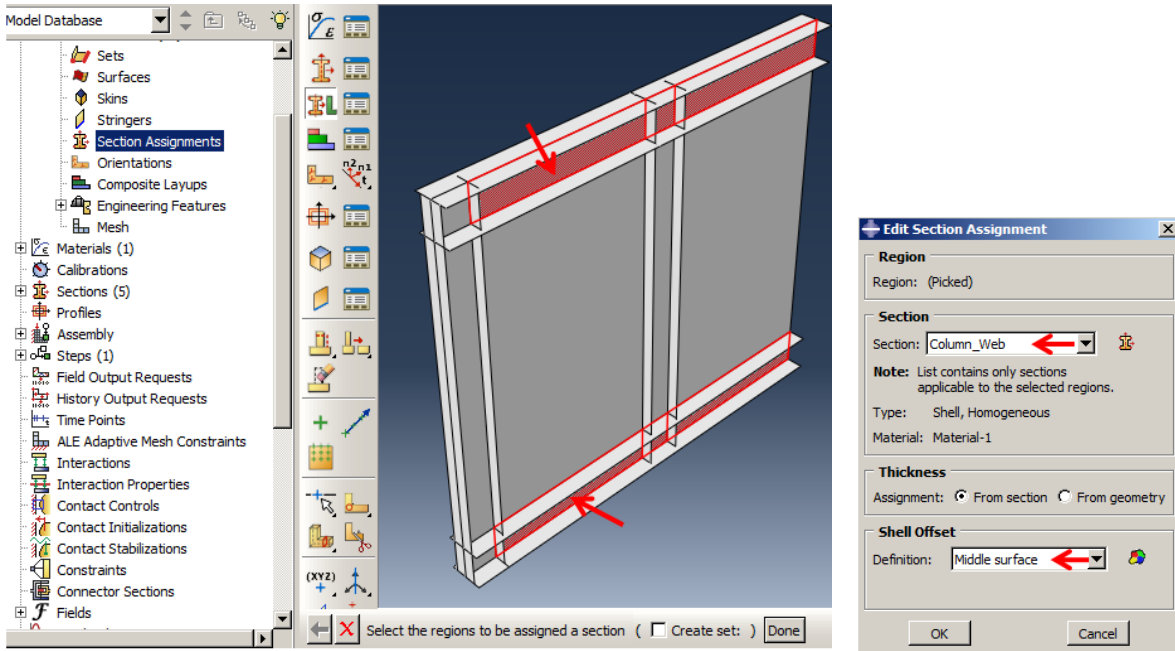 Model Database
Sets
Surfaces
Skins
Stringers
Section Assignments
Orientations
Composite Layups
Engineering Features
Mesh
Materials (1)
Calibrations
Sections (5)
Profiles
Assembly
Steps (1)
Field Output Requests
History Output Requests
Time Points
ALE Adaptive Mesh Constraints
Interactions
Interaction Properties
Contact Controls
Contact Initializations
Contact Stabilizations
Constraints
Connector Sections
Fields
σ
ε
n2 n1
t
(XYZ)
Select the regions to be assigned a section ( Create set: ) Done
Edit Section Assignment
Region
Region: (Picked)
Section
Section: Column_Web
Note: List contains only sections
applicable to the selected regions.
Type: Shell, Homogeneous
Material: Material-1
Thickness
Assignment: From section From geometry
Shell Offset
Definition: Middle surface
OK Cancel